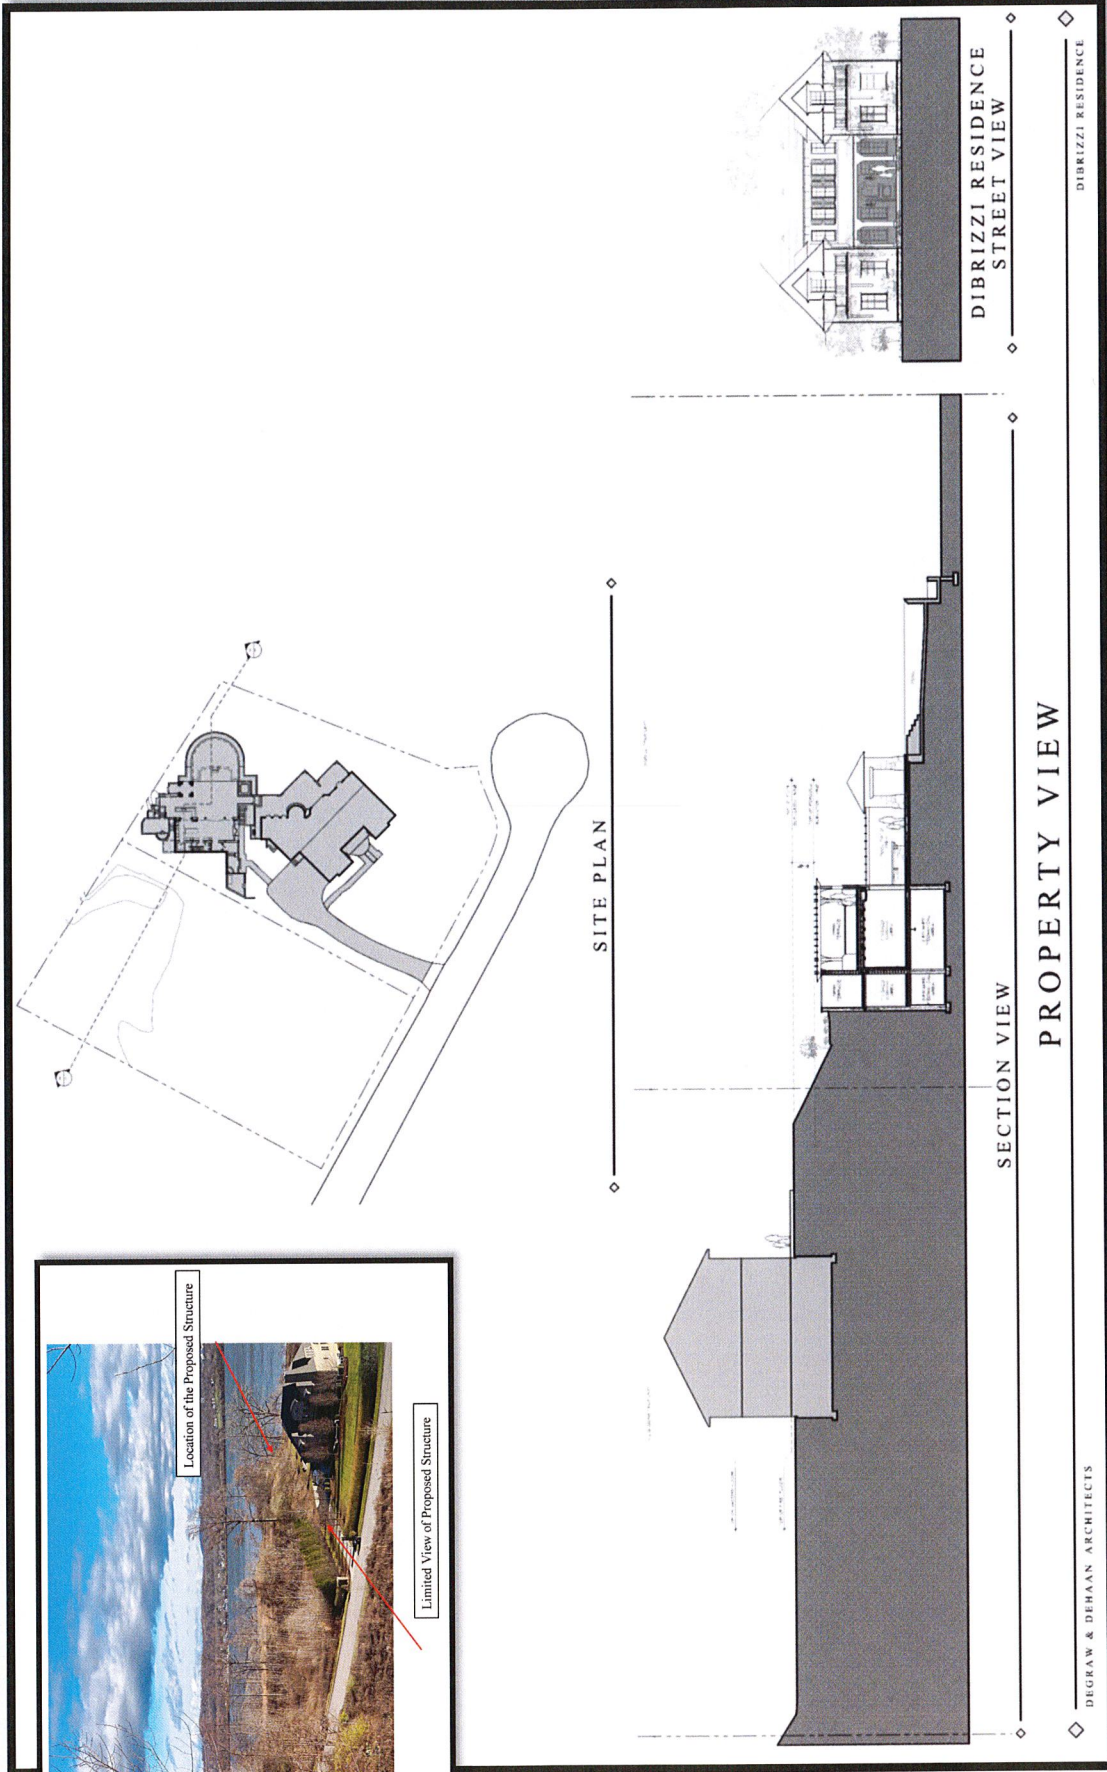 Location of the Proposed Structure
Limited View of Proposed Structure
SITE PLAN
DIBRIZZI RESIDENCE
STREET VIEW
SECTION VIEW
PROPERTY VIEW
DEGRAW & DEHAAN ARCHITECTS
DIBRIZZI RESIDENCE